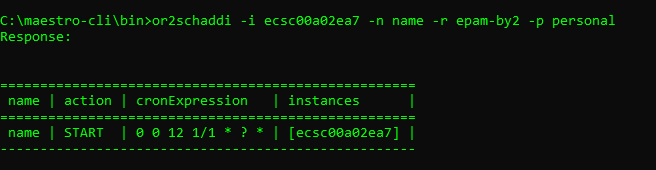 C:\maestro-cli\bin>or2schaddi -i ecsc00a02ea7 -n name -r epam-by2 -p personal
Response:
====================================================
 name | action | cronExpression   | instances      |
====================================================
 name | START  | 0 0 12 1/1 * ? * | [ecsc00a02ea7] |
----------------------------------------------------